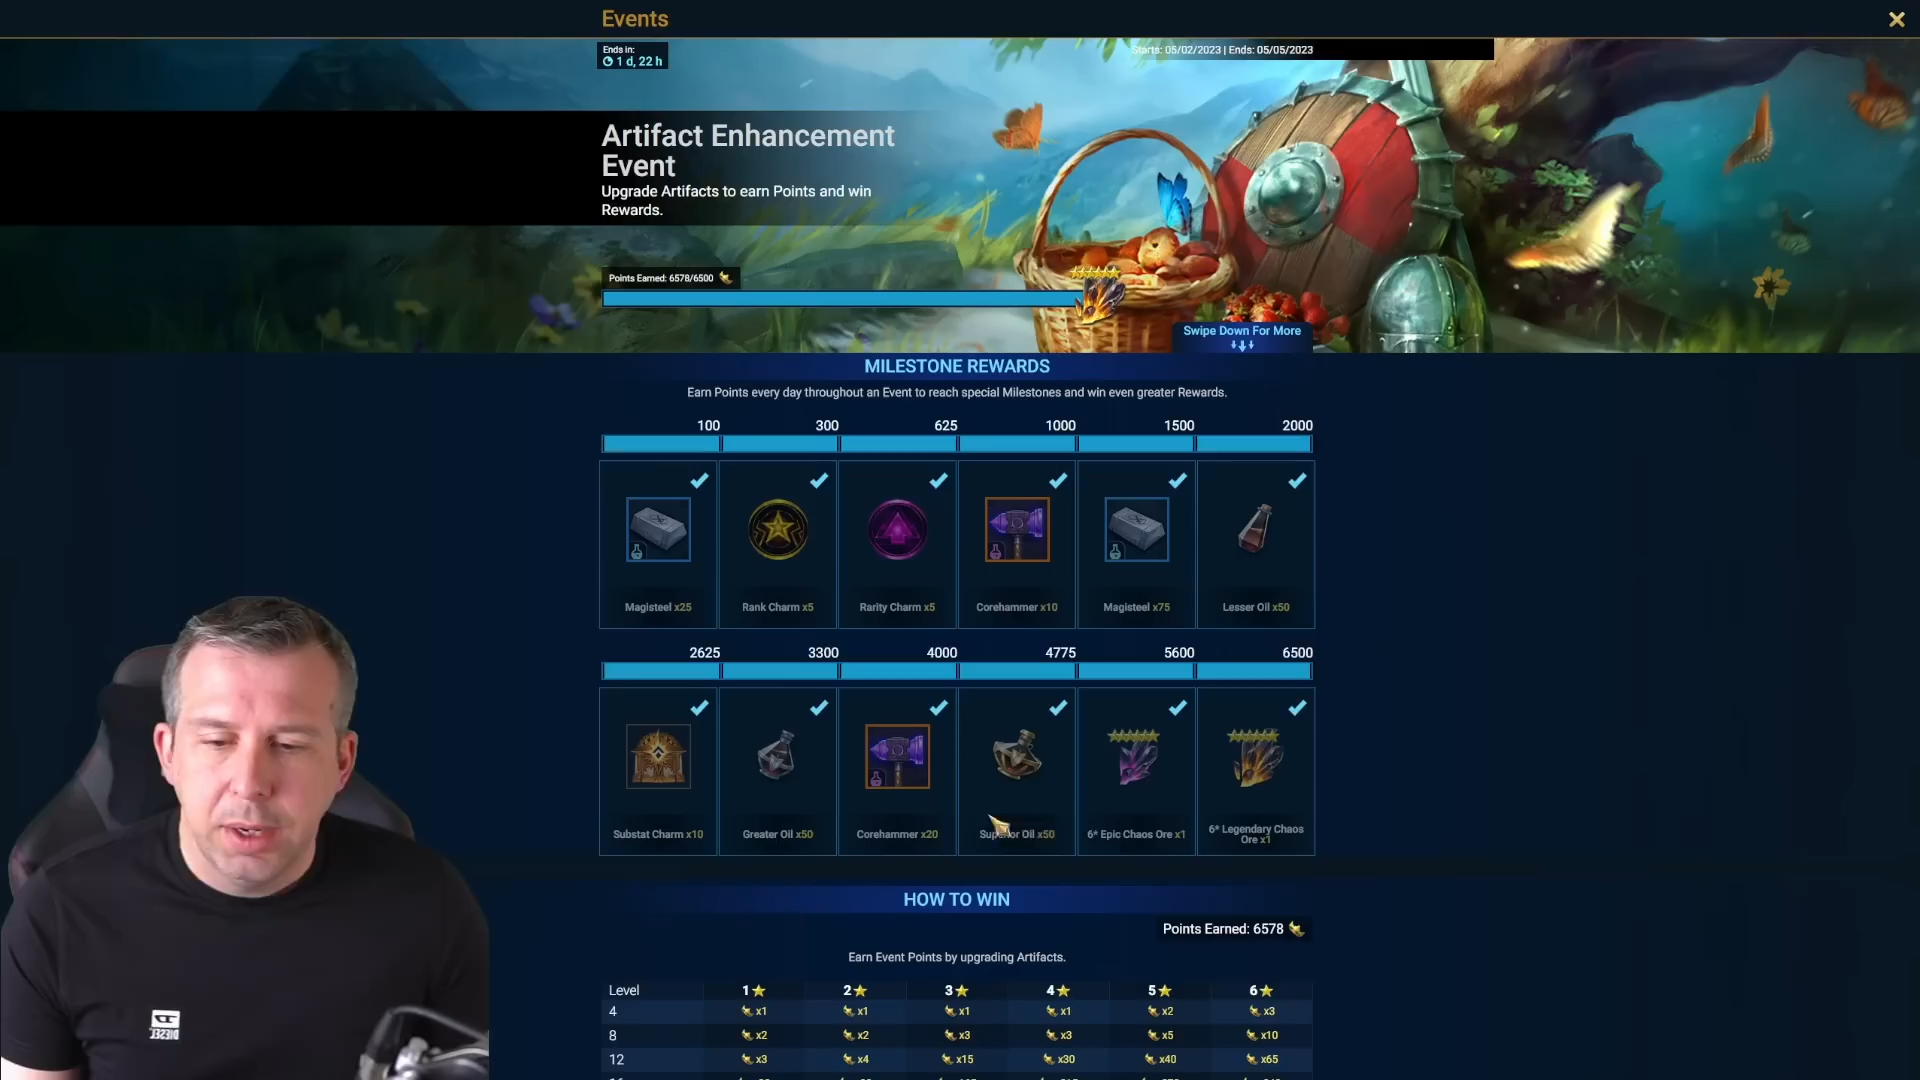 Events
Ends in:
1 d, 22 h
Starts: 05/02/2023 | Ends: 05/05/2023
Artifact Enhancement
Event
Upgrade Artifacts to earn Points and win
Rewards.
Points Earned: 6578/6500
Swipe Down For More
MILESTONE REWARDS
Earn Points every day throughout an Event to reach special Milestones and win even greater Rewards.
100 300 625 1000 1500 2000
Magisteel x25 Rank Charm x5 Rarity Charm x5 Corehammer x10 Magisteel x75 Lesser Oil x50
2625 3300 4000 4775 5600 6500
Substat Charm x10 Greater Oil x50 Corehammer x20 Superior Oil x50 6* Epic Chaos Ore x1 6* Legendary Chaos
Ore x1
HOW TO WIN
Points Earned: 6578
Earn Event Points by upgrading Artifacts.
Level 1 2 3 4 5 6
4 x1 x1 x1 x1 x2 x3
8 x2 x2 x3 x3 x5 x10
12 x3 x4 x15 x30 x40 x65
DIESEL